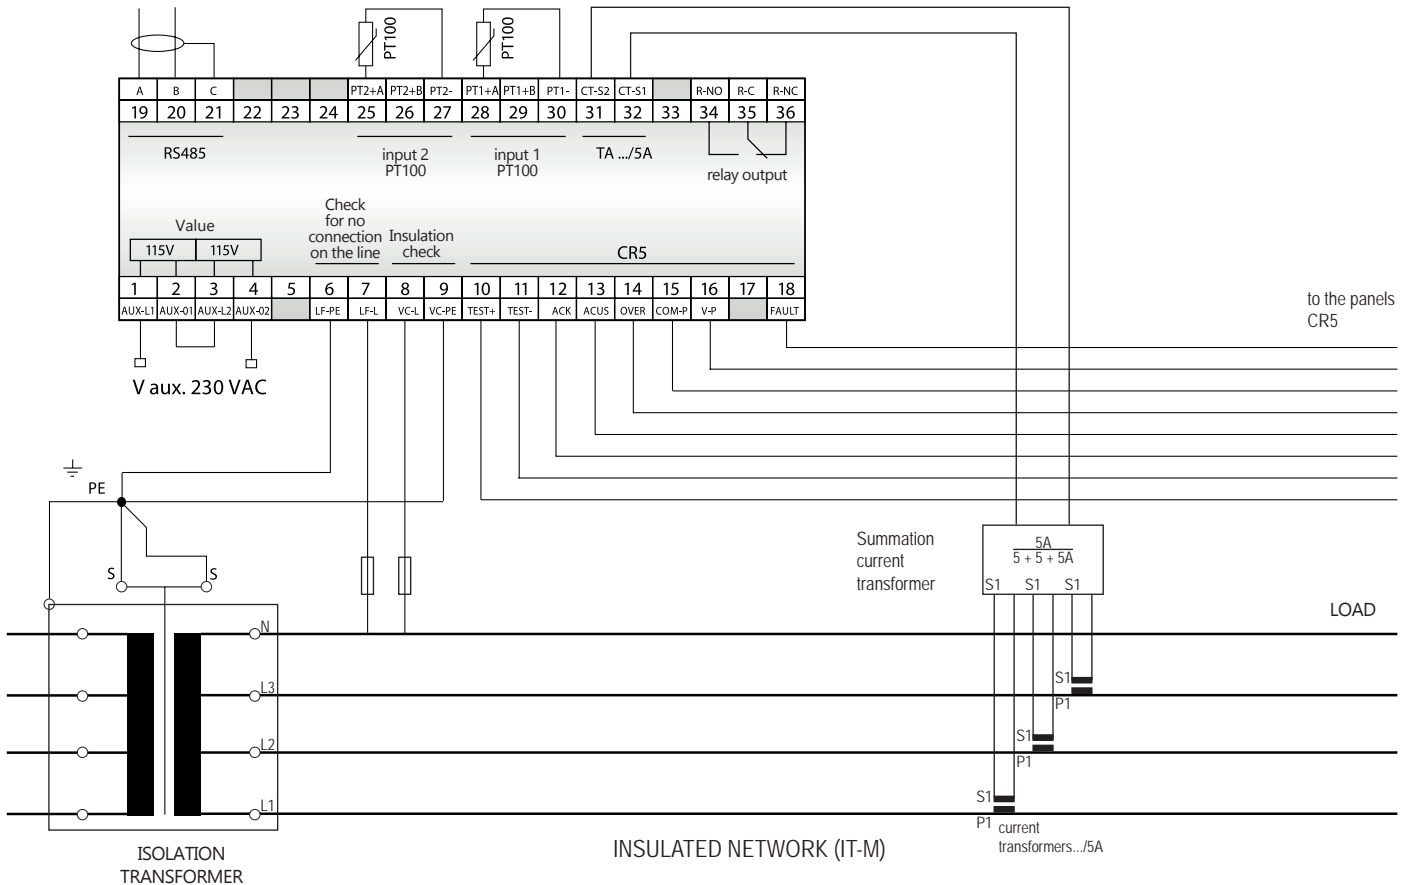 PT100
PT100
A B C PT2+A PT2+B PT2- PT1+A PT1+B PT1- CT-S2 CT-S1 R-NO R-C R-NC
19 20 21 22 23 24 25 26 27 28 29 30 31 32 33 34 35 36
RS485
input 2
PT100
input 1
PT100
TA .../5A
relay output
Value
115V 115V
Check
for no
connection
on the line
Insulation
check
CR5
1 2 3 4 5 6 7 8 9 10 11 12 13 14 15 16 17 18
AUX-L1 AUX-01 AUX-L2 AUX-02 LF-PE LF-L VC-L VC-PE TEST+ TEST- ACK ACUS OVER COM-P V-P FAULT
V aux. 230 VAC
to the panels
CR5
PE
S S
Summation
current
transformer
5A
5 + 5 + 5A
S1 S1 S1
LOAD
N
L3
S1
P1
L2
S1
P1
L1
S1
P1
current
transformers.../5A
ISOLATION
TRANSFORMER
INSULATED NETWORK (IT-M)